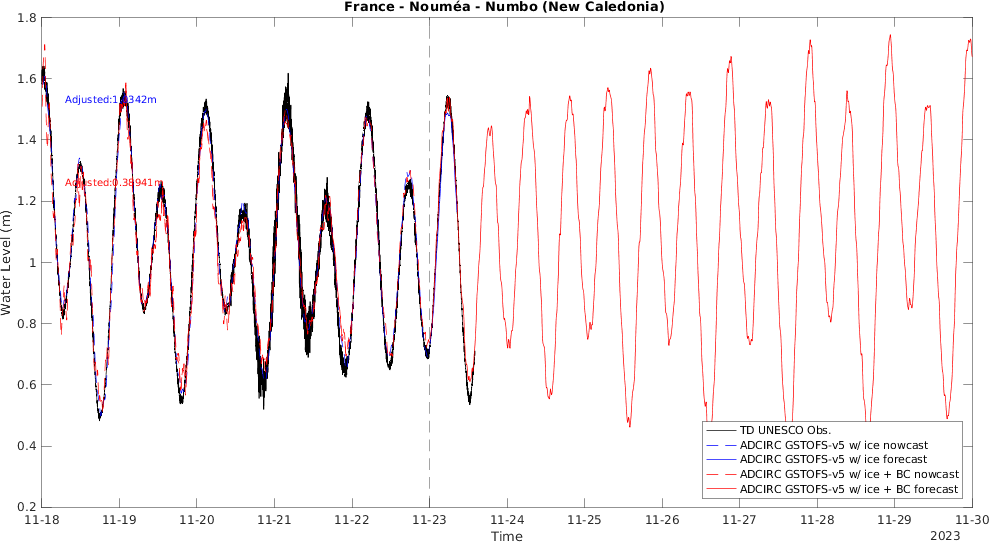 France - Nouméa - Numbo (New Caledonia)
Water Level (m)
1.8
1.6
1.4
1.2
1
0.8
0.6
0.4
0.2
Adjusted:0.38941m
TD UNESCO Obs.
ADCIRC GSTOFS-v5 w/ ice nowcast
ADCIRC GSTOFS-v5 w/ ice forecast
ADCIRC GSTOFS-v5 w/ ice + BC nowcast
ADCIRC GSTOFS-v5 w/ ice + BC forecast
11-18 11-19 11-20 11-21 11-22 11-23 11-24 11-25 11-26 11-27 11-28 11-29 11-30
Time
2023